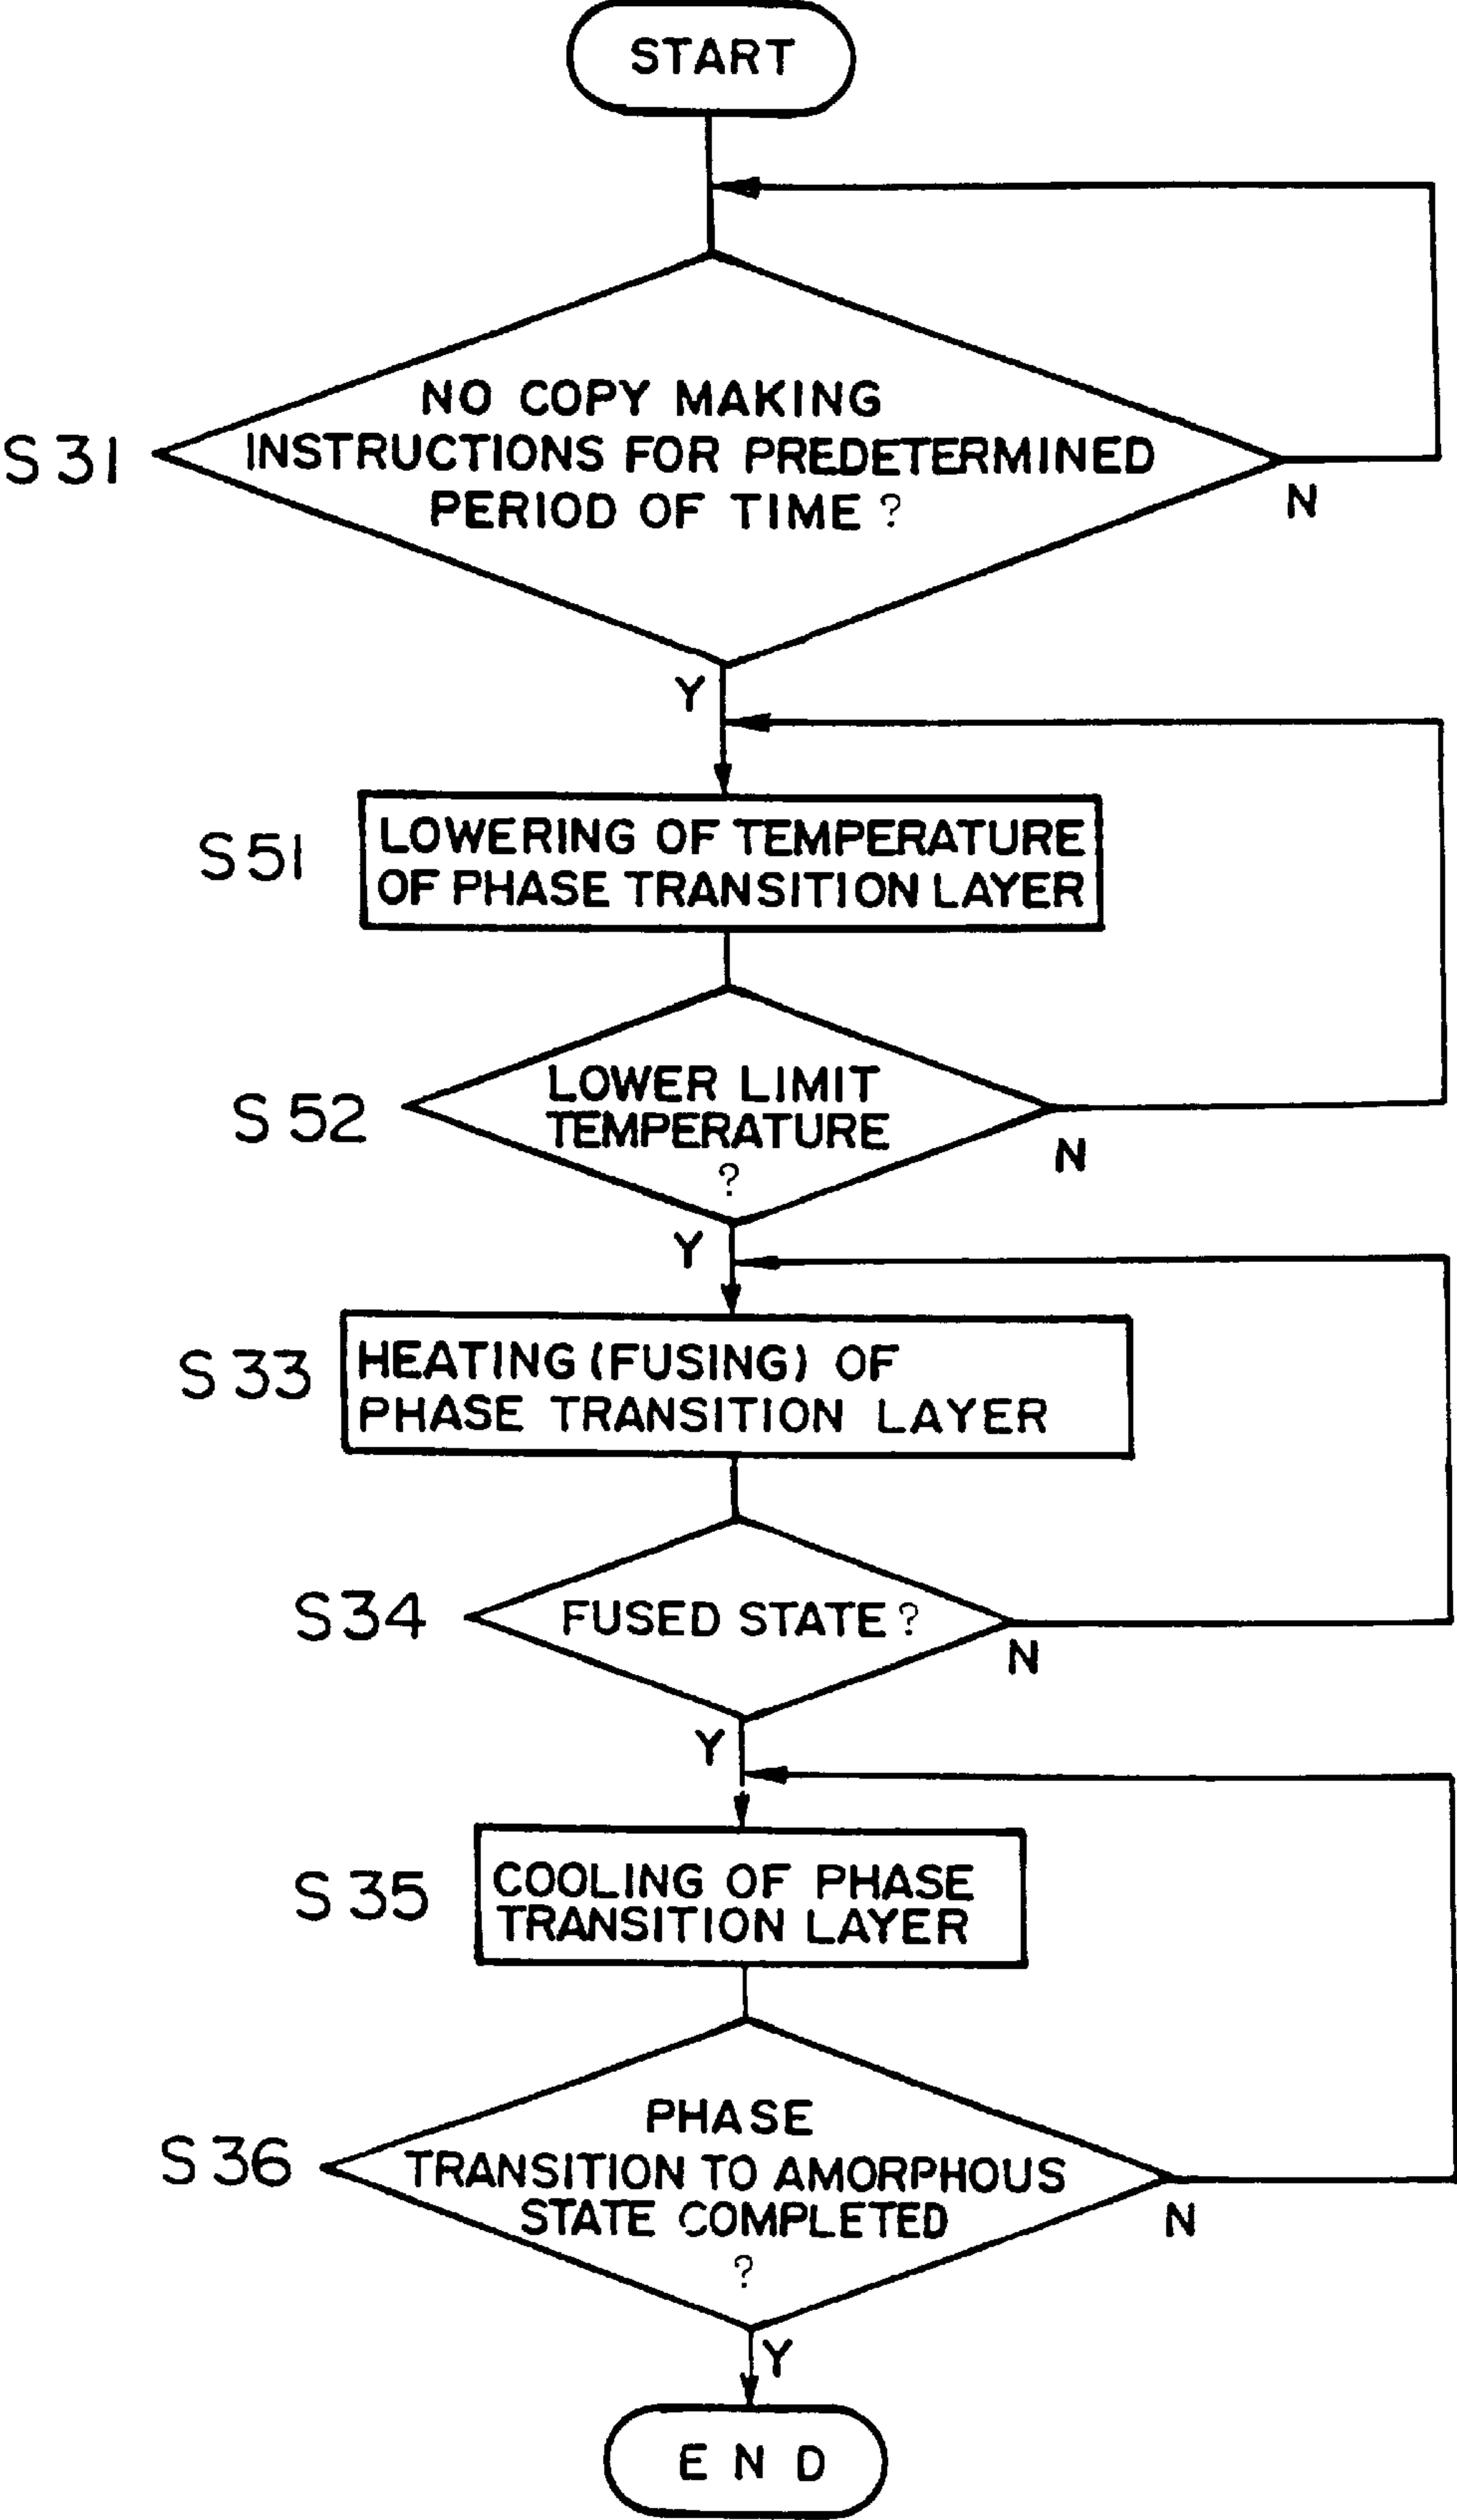 START
NO COPY MAKING
INSTRUCTIONS FOR PREDETERMINED
PERIOD OF TIME ?
S31
N
Y
S51
LOWERING OF TEMPERATURE
OF PHASE TRANSITION LAYER
S52
LOWER LIMIT
TEMPERATURE
?
N
Y
S33
HEATING (FUSING) OF
PHASE TRANSITION LAYER
S34
FUSED STATE ?
N
Y
S35
COOLING OF PHASE
TRANSITION LAYER
S36
PHASE
TRANSITION TO AMORPHOUS
STATE COMPLETED
?
N
Y
END